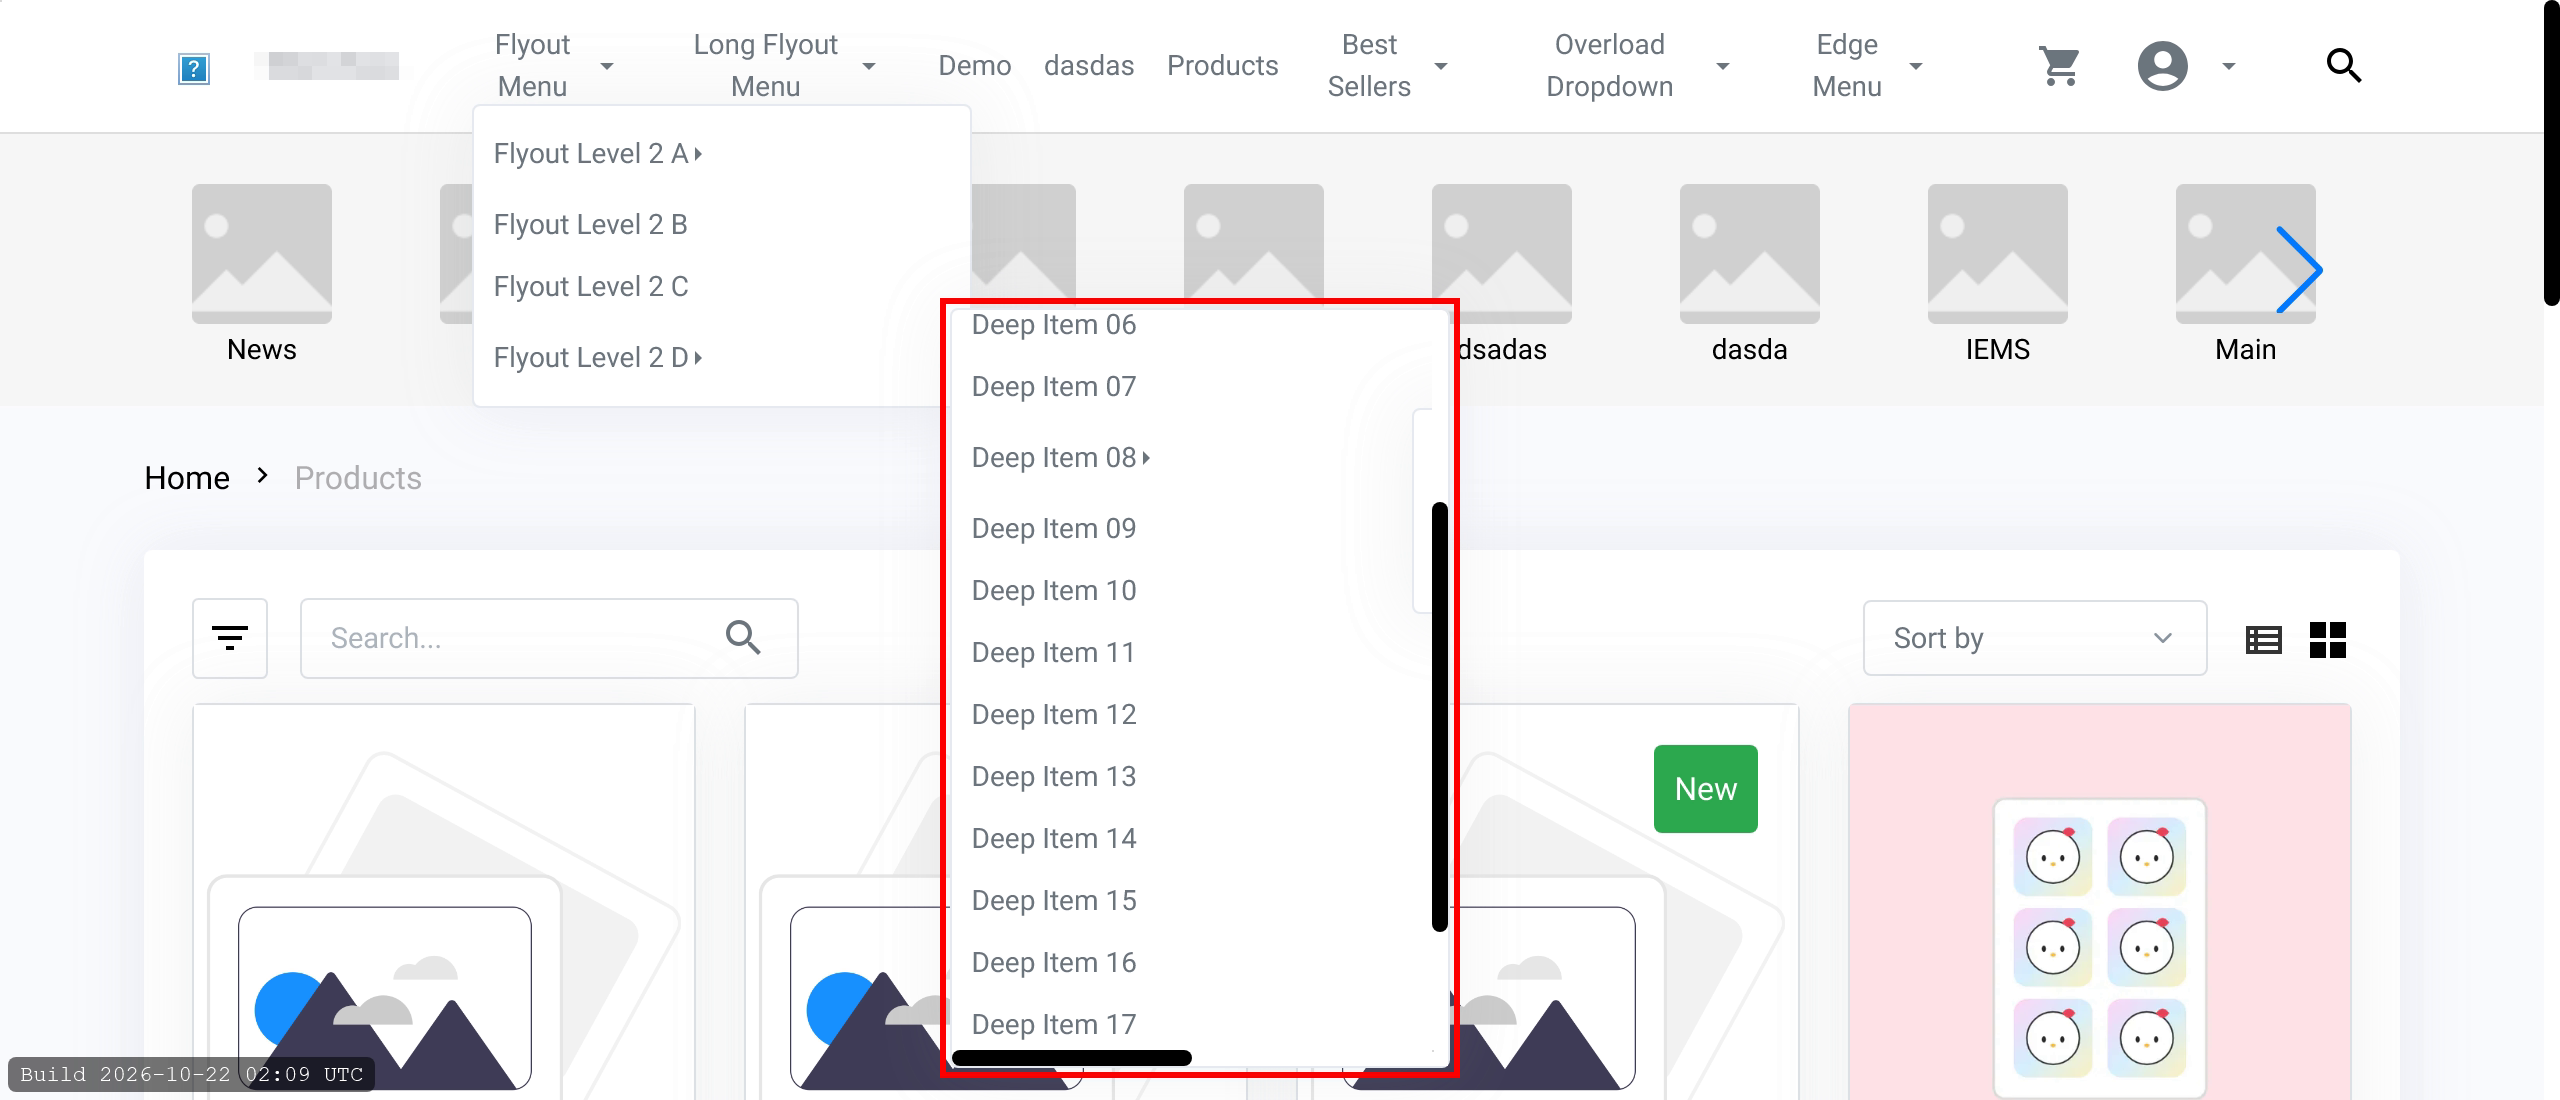 Flyout
Menu
Long Flyout
Menu
Demo
dasdas
Products
Best
Sellers
Overload
Dropdown
Edge
Menu
Flyout Level 2 A
Flyout Level 2 B
Flyout Level 2 C
Flyout Level 2 D
News
dsadas
dasda
IEMS
Main
Deep Item 06
Deep Item 07
Deep Item 08
Deep Item 09
Deep Item 10
Deep Item 11
Deep Item 12
Deep Item 13
Deep Item 14
Deep Item 15
Deep Item 16
Deep Item 17
Home
Products
Search...
Sort by
New
Build 2026-10-22 02:09 UTC